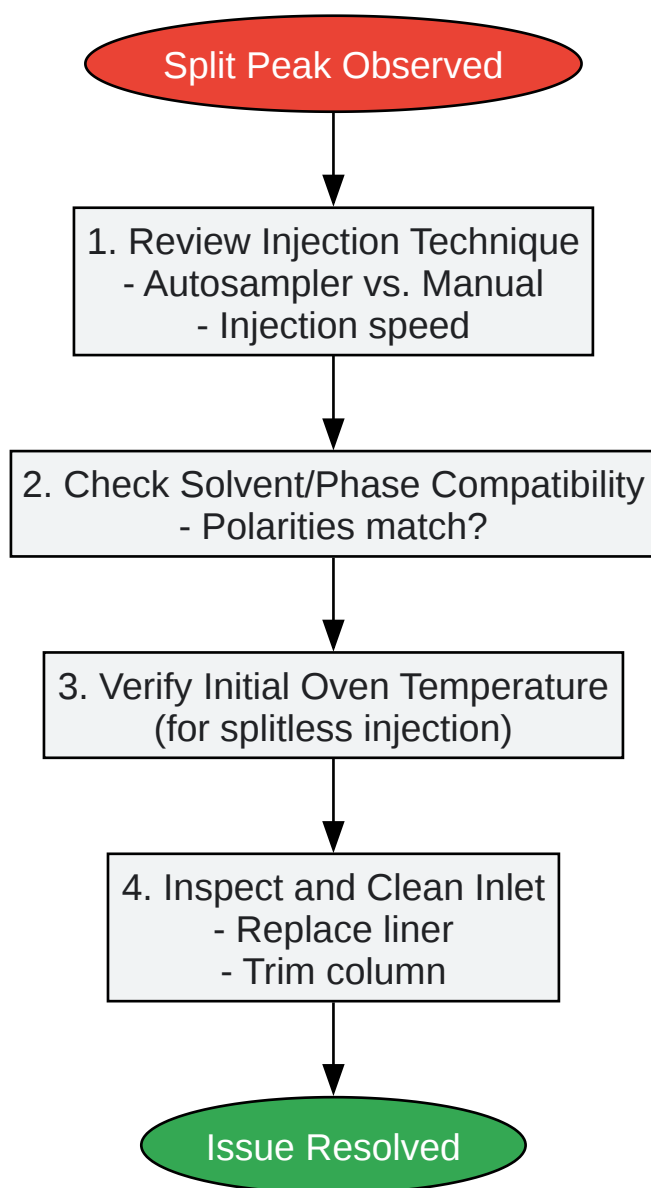 Split Peak Observed
1. Review Injection Technique
- Autosampler vs. Manual
- Injection speed
2. Check Solvent/Phase Compatibility
- Polarities match?
3. Verify Initial Oven Temperature
(for splitless injection)
4. Inspect and Clean Inlet
- Replace liner
- Trim column
Issue Resolved